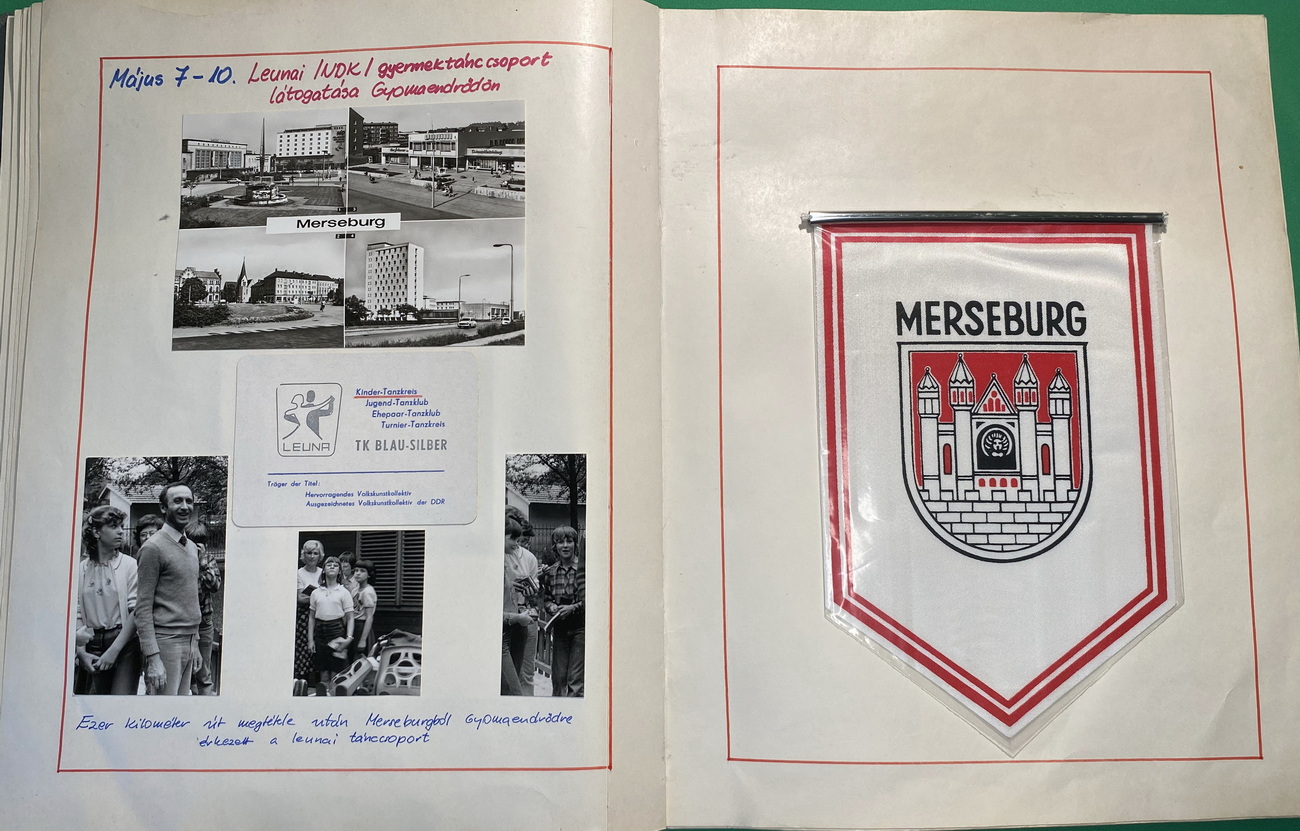 Május 7-10. Leunai /NDK/ gyermektánccsoport
látogatása Gyomaendrődön
Merseburg
Kinder-Tanzkreis
Jugend-Tanzklub
Ehepaar-Tanzklub
Turnier-Tanzkreis
LEUNA
TK BLAU-SILBER
Träger der Titel:
Hervorragendes Volkskunstkollektiv
Ausgezeichnetes Volkskunstkollektiv der DDR
Ezer kilométer út megtétele után Merseburgból Gyomaendrődre
érkezett a leunai tánccsoport
MERSEBURG